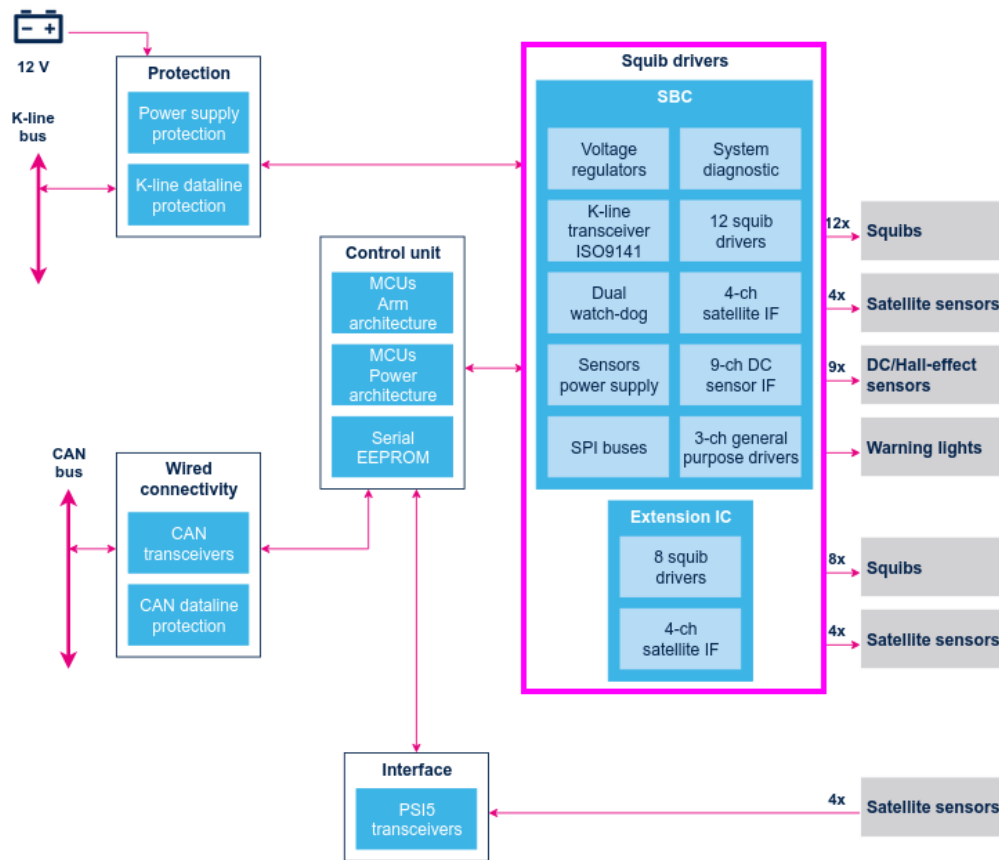 12 V
K-line
bus
Protection
Power supply
protection
K-line dataline
protection
Control unit
MCUs
Arm
architecture
MCUs
Power
architecture
Serial
EEPROM
CAN
bus
Wired
connectivity
CAN
transceivers
CAN dataline
protection
Interface
PSI5
transceivers
Squib drivers
SBC
Voltage
regulators
System
diagnostic
K-line
transceiver
ISO9141
12 squib
drivers
Dual
watch-dog
4-ch
satellite IF
Sensors
power supply
9-ch DC
sensor IF
SPI buses
3-ch general
purpose drivers
Extension IC
8 squib
drivers
4-ch
satellite IF
12x
Squibs
4x
Satellite sensors
9x
DC/Hall-effect
sensors
Warning lights
8x
Squibs
4x
Satellite sensors
4x
Satellite sensors